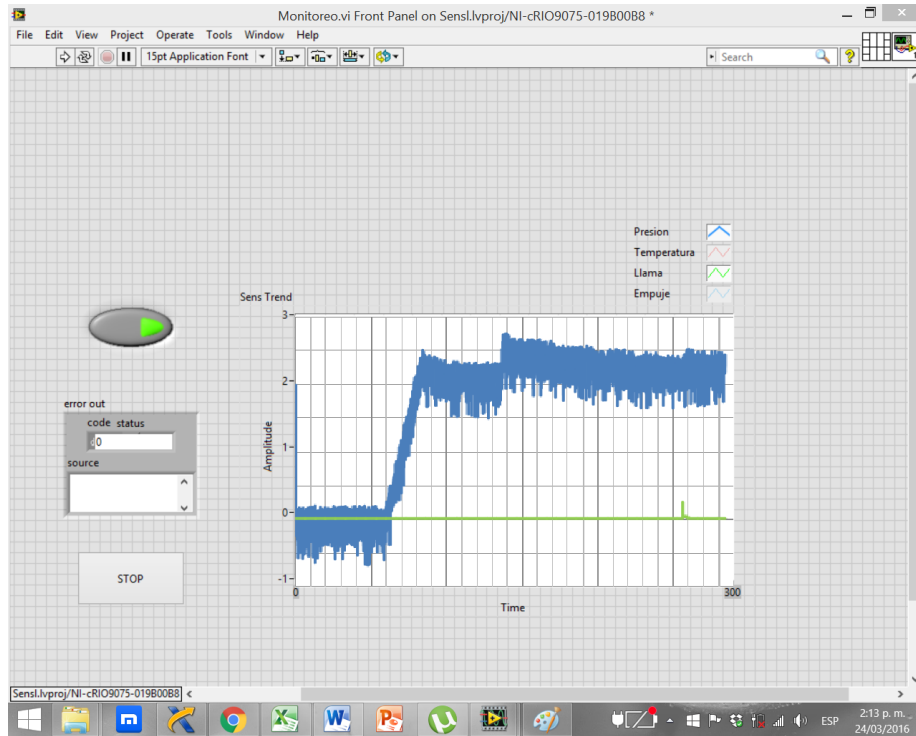 Monitoreo.vi Front Panel on Sensl.lvproj/NI-cRIO9075-019B00B8 *
File Edit View Project Operate Tools Window Help
15pt Application Font
Search
Presion
Temperatura
Llama
Empuje
Sens Trend
3
2
1
0
-1
Amplitude
0
300
Time
error out
code status
0
source
STOP
Sensl.lvproj/NI-cRIO9075-019B00B8
ESP
2:13 p. m.
24/03/2016